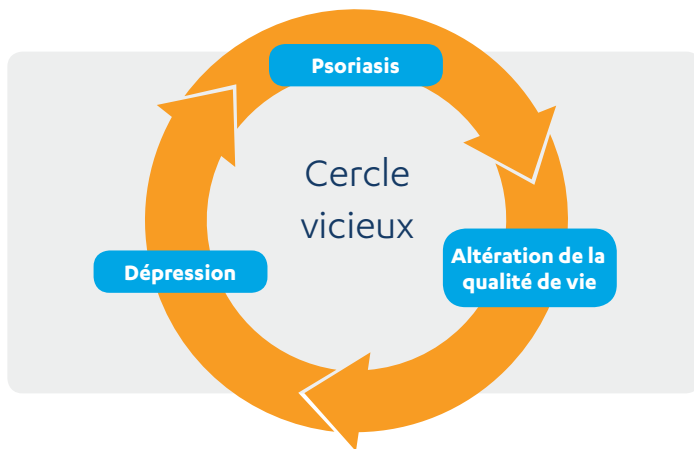 Psoriasis
Cercle
vicieux
Altération de la
qualité de vie
Dépression